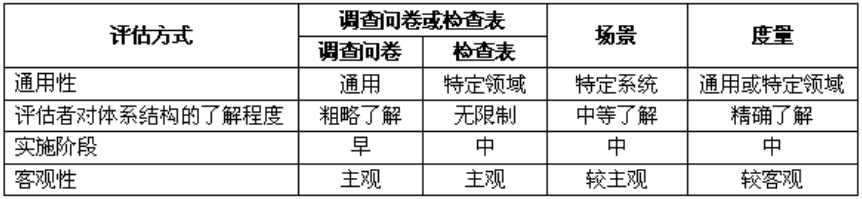 评估方式 调查问卷或检查表 场景 度量
调查问卷 检查表
通用性 通用 特定领域 特定系统 通用或特定领域
评估者对体系结构的了解程度 粗略了解 无限制 中等了解 精确了解
实施阶段 早 中 中 中
客观性 主观 主观 较主观 较客观